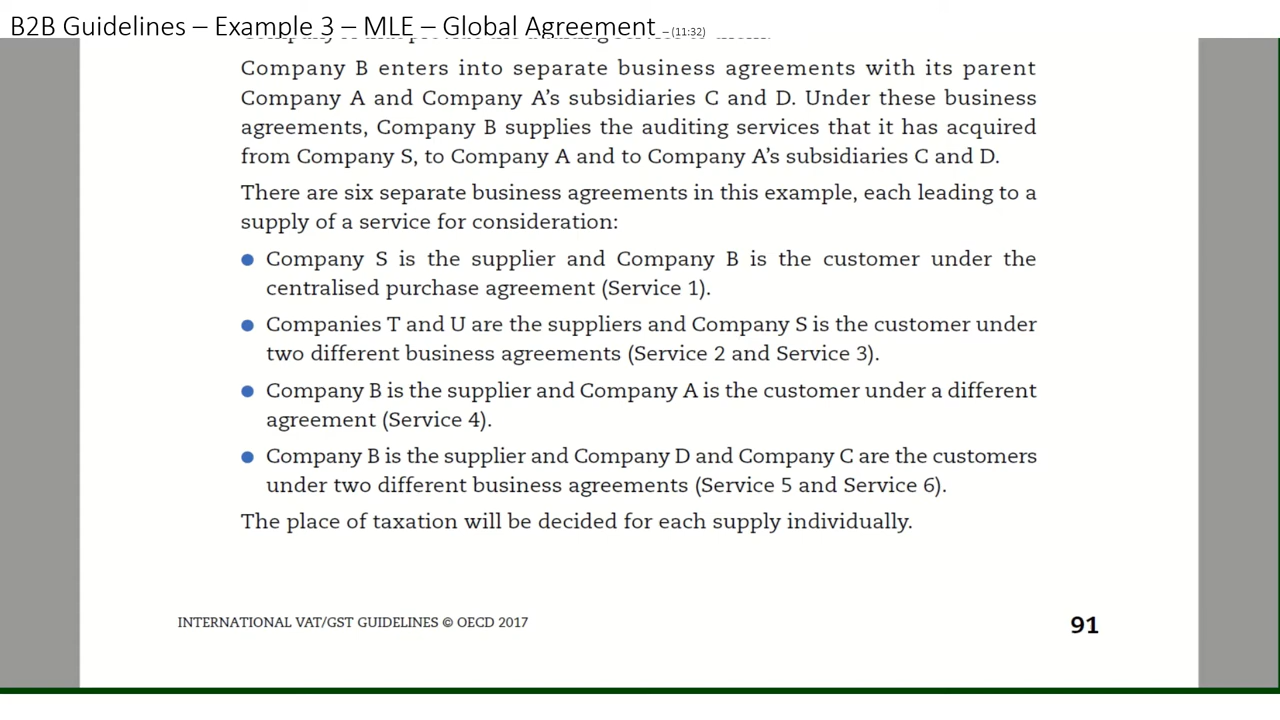 B2B Guidelines – Example 3 – MLE – Global Agreement – (11:32)
Company B enters into separate business agreements with its parent
Company A and Company A's subsidiaries C and D. Under these business
agreements, Company B supplies the auditing services that it has acquired
from Company S, to Company A and to Company A's subsidiaries C and D.
There are six separate business agreements in this example, each leading to a
supply of a service for consideration:
● Company S is the supplier and Company B is the customer under the
centralised purchase agreement (Service 1).
● Companies T and U are the suppliers and Company S is the customer under
two different business agreements (Service 2 and Service 3).
● Company B is the supplier and Company A is the customer under a different
agreement (Service 4).
● Company B is the supplier and Company D and Company C are the customers
under two different business agreements (Service 5 and Service 6).
The place of taxation will be decided for each supply individually.
INTERNATIONAL VAT/GST GUIDELINES © OECD 2017
91